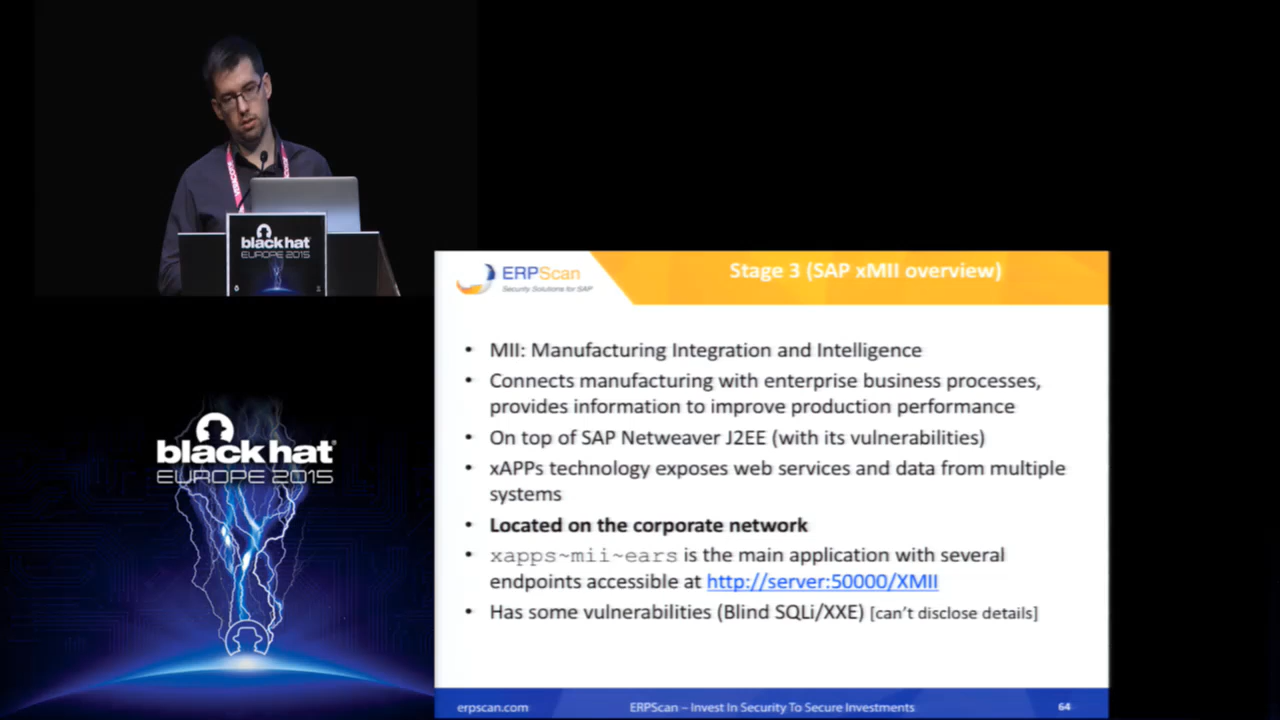 black hat
EUROPE 2015
black hat
EUROPE 2015
ERPScan
Security Solutions for SAP
Stage 3 (SAP xMII overview)
• MII: Manufacturing Integration and Intelligence
• Connects manufacturing with enterprise business processes,
provides information to improve production performance
• On top of SAP Netweaver J2EE (with its vulnerabilities)
• xAPPs technology exposes web services and data from multiple
systems
• Located on the corporate network
• xapps~mii~ears is the main application with several
endpoints accessible at http://server:50000/XMII
• Has some vulnerabilities (Blind SQLi/XXE) [can't disclose details]
erpscan.com
ERPScan – Invest In Security To Secure Investments
64